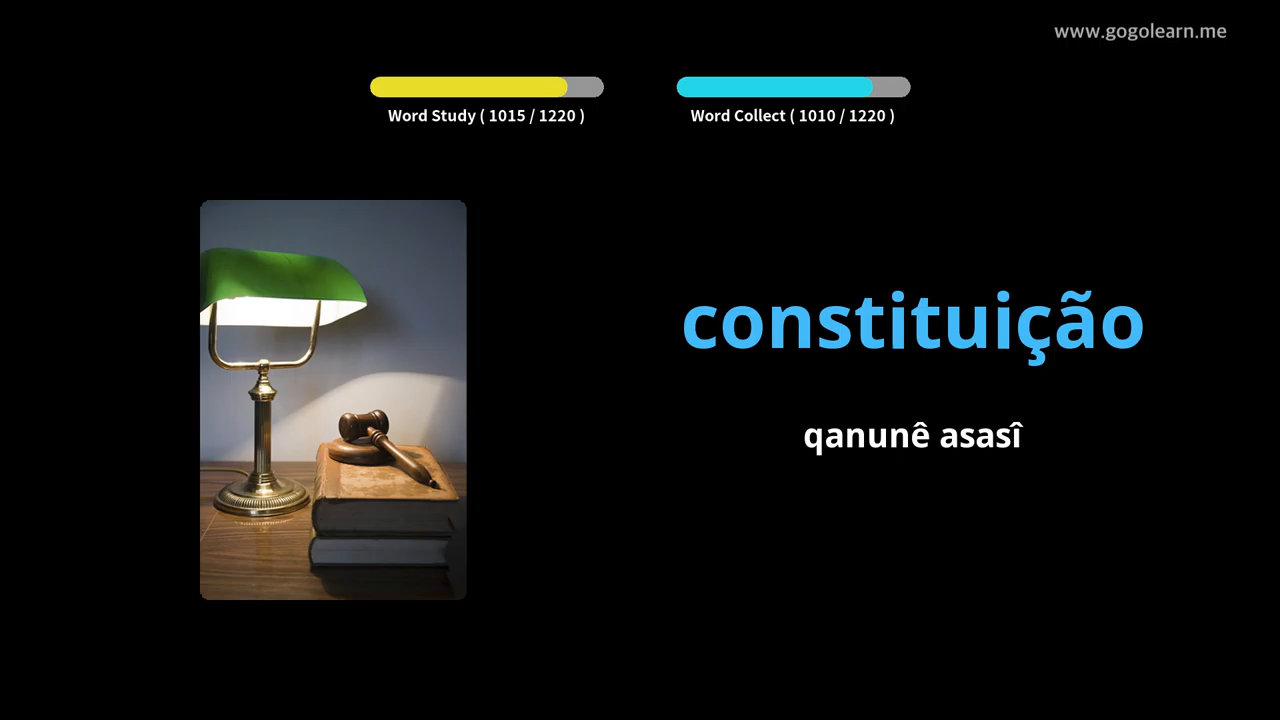 www.gogolearn.me
Word Study ( 1015 / 1220 )
Word Collect ( 1010 / 1220 )
constituição
qanunê asasî